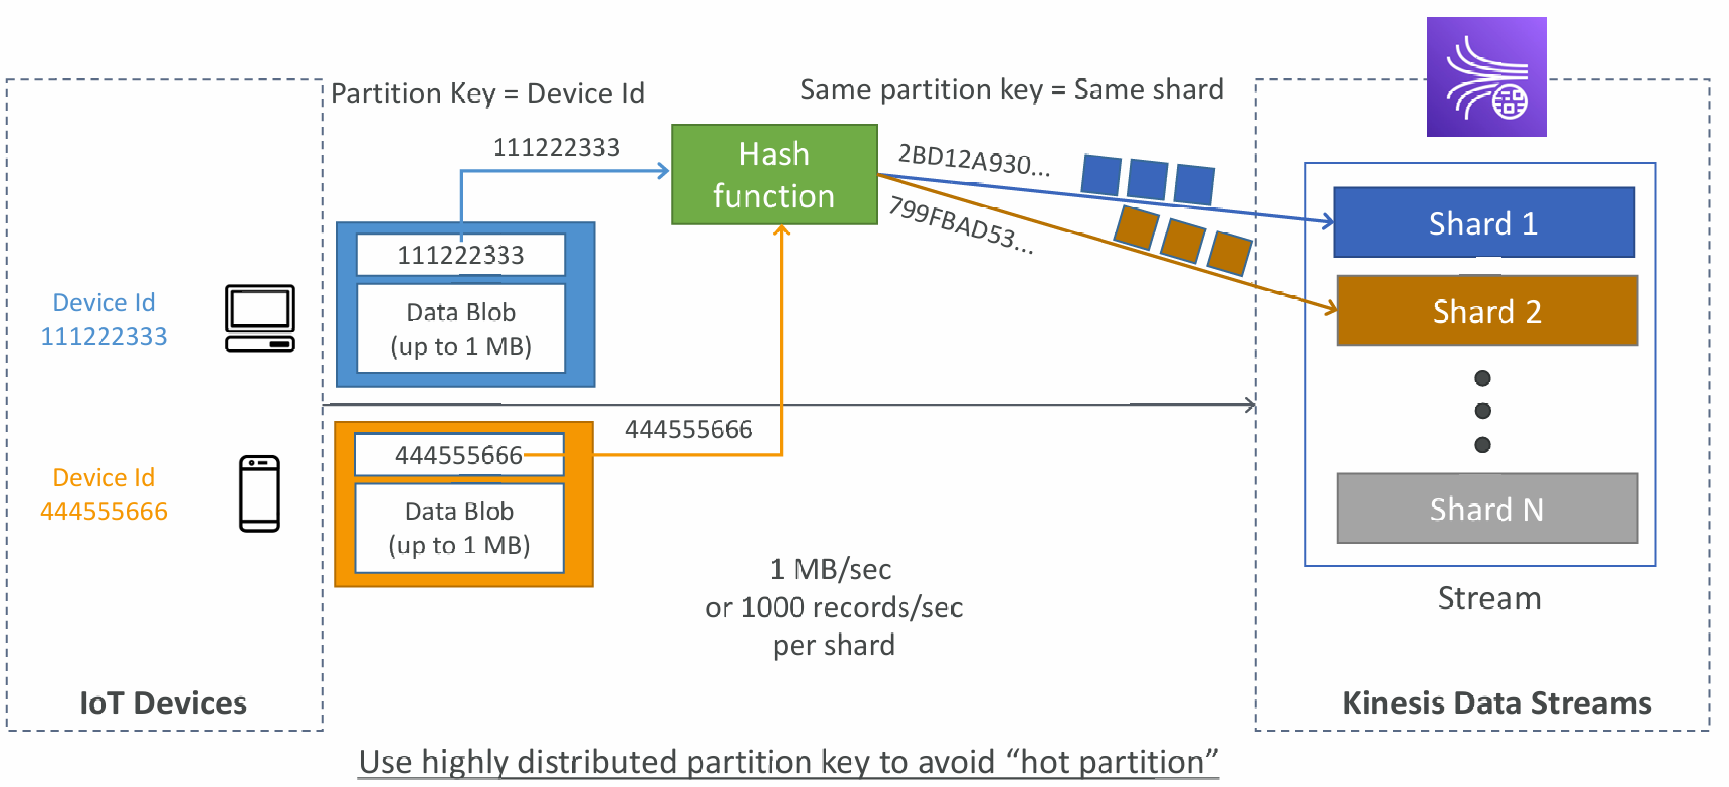 Partition Key = Device Id
Same partition key = Same shard
111222333
Hash
function
2BD12A930...
799FBAD53...
Shard 1
Shard 2
Shard N
Stream
Kinesis Data Streams
111222333
Data Blob
(up to 1 MB)
Device Id
111222333
444555666
444555666
Data Blob
(up to 1 MB)
Device Id
444555666
1 MB/sec
or 1000 records/sec
per shard
IoT Devices
Use highly distributed partition key to avoid “hot partition”